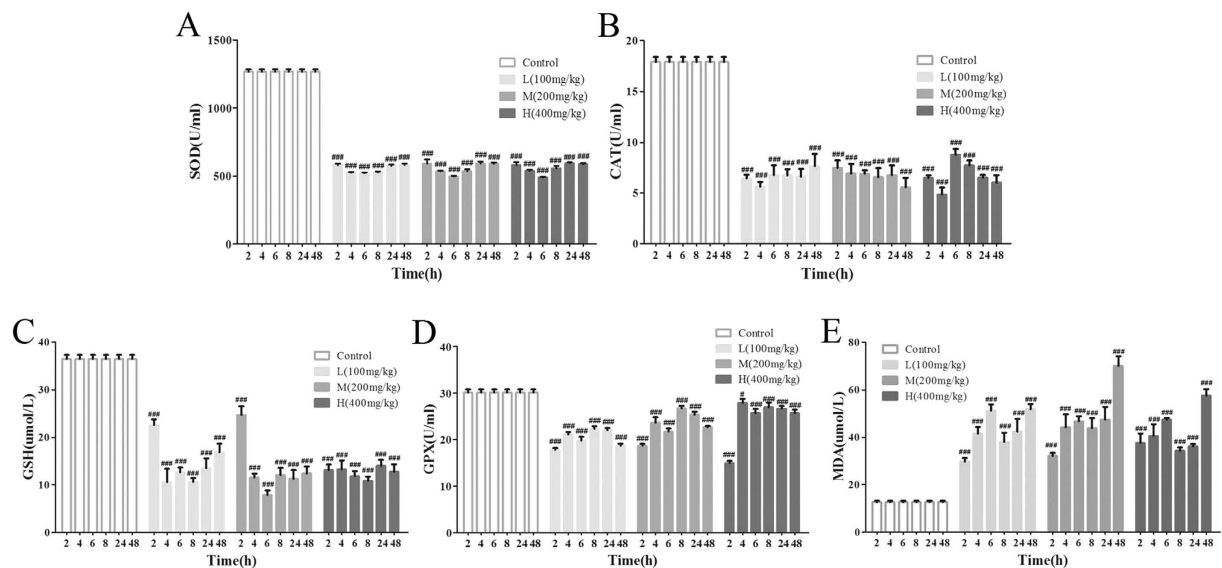 A
SOD(U/ml)
1500
1000
500
0
Control
L(100mg/kg)
M(200mg/kg)
H(400mg/kg)
### ### ### ### ### ###
### ### ### ### ### ###
### ### ### ### ### ###
2 4 6 8 24 48 2 4 6 8 24 48 2 4 6 8 24 48 2 4 6 8 24 48
Time(h)
B
CAT(U/ml)
20
15
10
5
0
Control
L(100mg/kg)
M(200mg/kg)
H(400mg/kg)
### ### ### ### ### ###
### ### ### ### ### ###
### ### ### ### ### ###
2 4 6 8 24 48 2 4 6 8 24 48 2 4 6 8 24 48 2 4 6 8 24 48
Time(h)
C
GSH(umol/L)
40
30
20
10
0
Control
L(100mg/kg)
M(200mg/kg)
H(400mg/kg)
### ### ### ### ### ###
### ### ### ### ### ###
### ### ### ### ### ###
2 4 6 8 24 48 2 4 6 8 24 48 2 4 6 8 24 48 2 4 6 8 24 48
Time(h)
D
GPX(U/ml)
40
30
20
10
0
Control
L(100mg/kg)
M(200mg/kg)
H(400mg/kg)
### ### ### ### ### ###
### ### ### ### ### ###
### # ### ### ### ###
2 4 6 8 24 48 2 4 6 8 24 48 2 4 6 8 24 48 2 4 6 8 24 48
Time(h)
E
MDA(umol/L)
80
60
40
20
0
Control
L(100mg/kg)
M(200mg/kg)
H(400mg/kg)
### ### ### ### ### ###
### ### ### ### ### ###
### ### ### ### ### ###
2 4 6 8 24 48 2 4 6 8 24 48 2 4 6 8 24 48 2 4 6 8 24 48
Time(h)